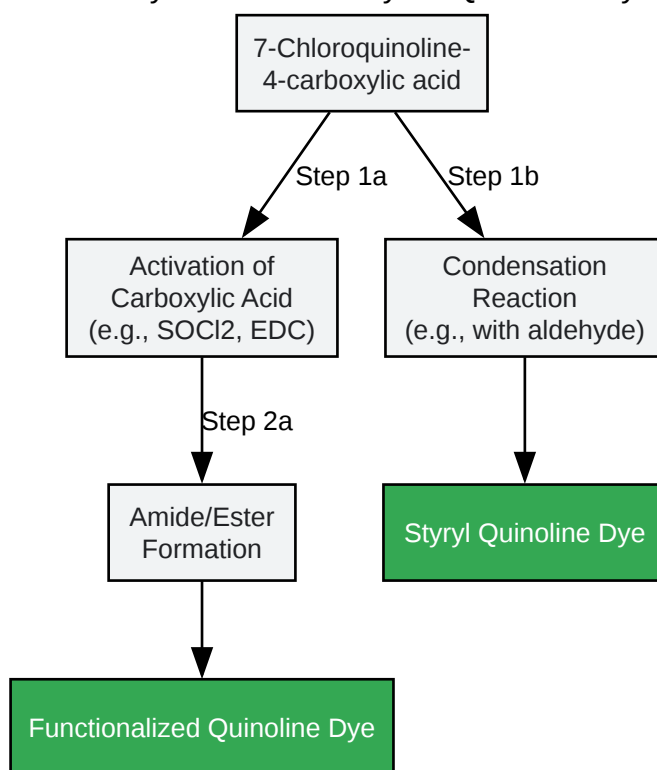 7-Chloroquinoline-
4-carboxylic acid
Step 1a
Step 1b
Activation of
Carboxylic Acid
(e.g., SOCl2, EDC)
Condensation
Reaction
(e.g., with aldehyde)
Step 2a
Amide/Ester
Formation
Styryl Quinoline Dye
Functionalized Quinoline Dye